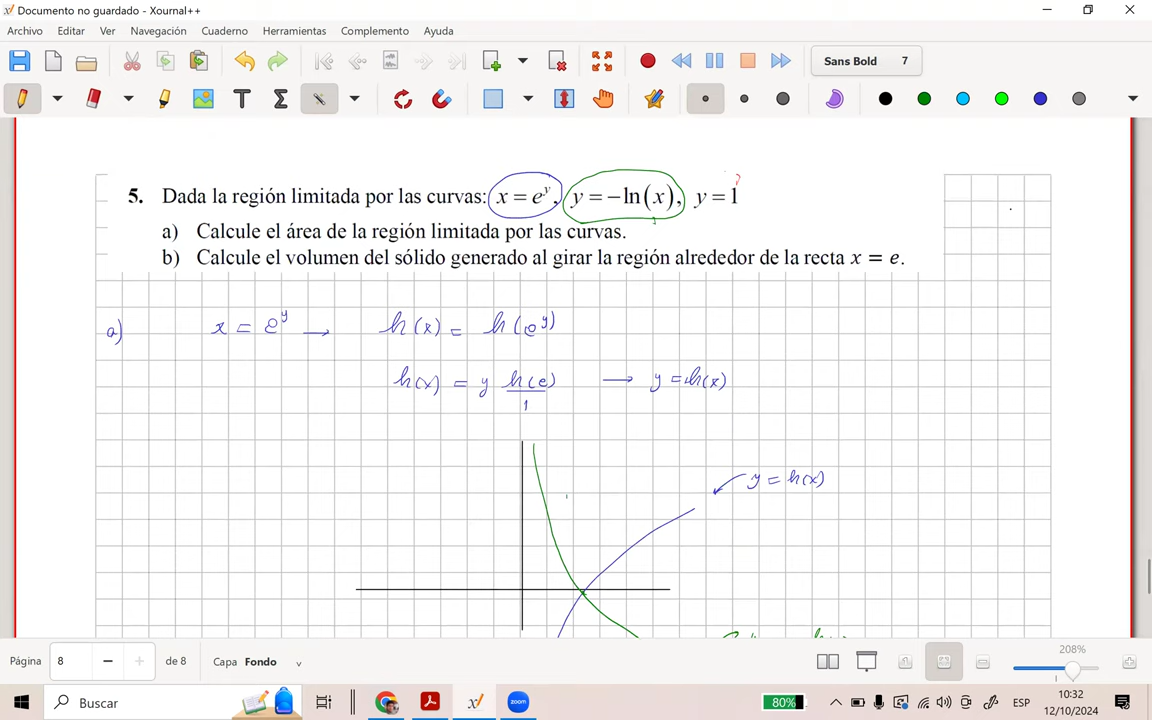 Documento no guardado - Xournal++
Archivo Editar Ver Navegación Cuaderno Herramientas Complemento Ayuda
Sans Bold 7
5. Dada la región limitada por las curvas: x = e^y, y = −ln(x), y = 1
a) Calcule el área de la región limitada por las curvas.
b) Calcule el volumen del sólido generado al girar la región alrededor de la recta x = e.
a) x = e^y → ln(x) = ln(e^y)
ln(x) = y ln(e) → y = ln(x)
1
y = ln(x)
Página 8 de 8 Capa Fondo 208%
Buscar 80% ESP 10:32
12/10/2024